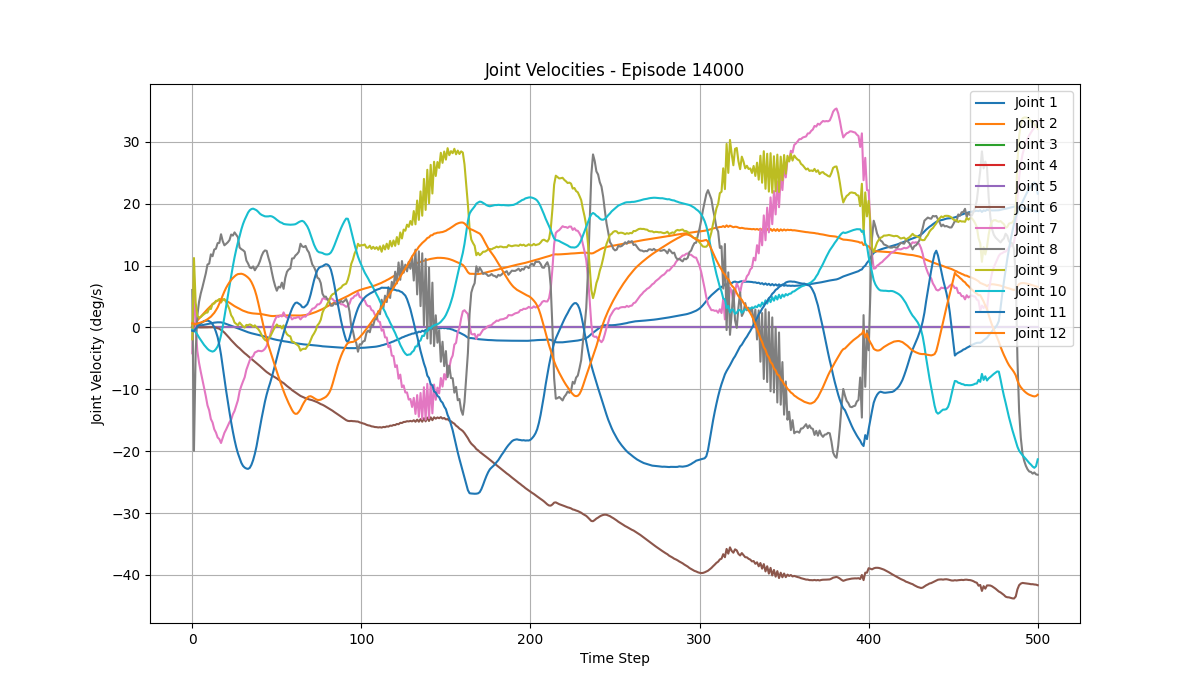 Joint Velocities - Episode 14000
Joint Velocity (deg/s)
30
20
10
0
−10
−20
−30
−40
0
100
200
300
400
500
Time Step
Joint 1
Joint 2
Joint 3
Joint 4
Joint 5
Joint 6
Joint 7
Joint 8
Joint 9
Joint 10
Joint 11
Joint 12